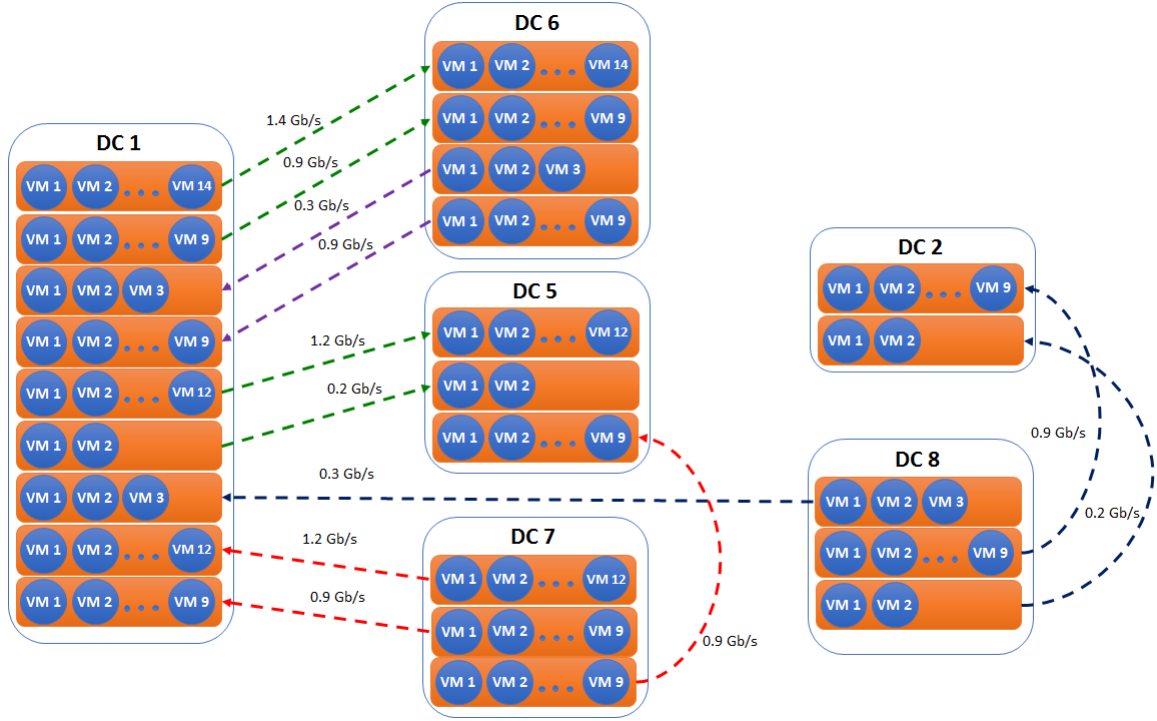 DC 1
VM 1 VM 2 ... VM 14
VM 1 VM 2 ... VM 9
VM 1 VM 2 VM 3
VM 1 VM 2 ... VM 9
VM 1 VM 2 ... VM 12
VM 1 VM 2
VM 1 VM 2 VM 3
VM 1 VM 2 ... VM 12
VM 1 VM 2 ... VM 9
1.4 Gb/s
0.9 Gb/s
0.3 Gb/s
0.9 Gb/s
1.2 Gb/s
0.2 Gb/s
0.3 Gb/s
1.2 Gb/s
0.9 Gb/s
DC 6
VM 1 VM 2 ... VM 14
VM 1 VM 2 ... VM 9
VM 1 VM 2 VM 3
VM 1 VM 2 ... VM 9
DC 5
VM 1 VM 2 ... VM 12
VM 1 VM 2
VM 1 VM 2 ... VM 9
DC 7
VM 1 VM 2 ... VM 12
VM 1 VM 2 ... VM 9
VM 1 VM 2 ... VM 9
0.9 Gb/s
DC 2
VM 1 VM 2 ... VM 9
VM 1 VM 2
DC 8
VM 1 VM 2 VM 3
VM 1 VM 2 ... VM 9
VM 1 VM 2
0.9 Gb/s
0.2 Gb/s